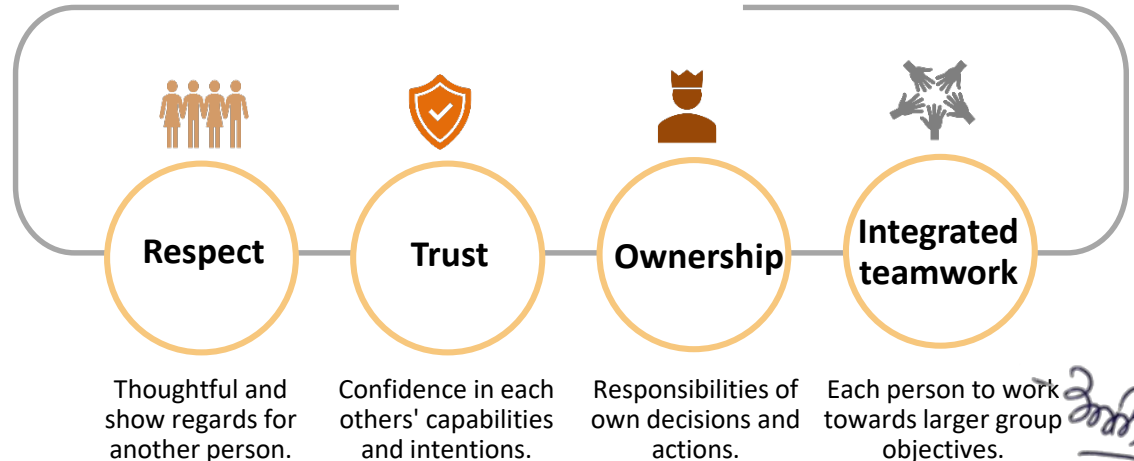 Respect
Trust
Ownership
Integrated
teamwork
Thoughtful and
show regards for
another person.
Confidence in each
others' capabilities
and intentions.
Responsibilities of
own decisions and
actions.
Each person to work
towards larger group
objectives.